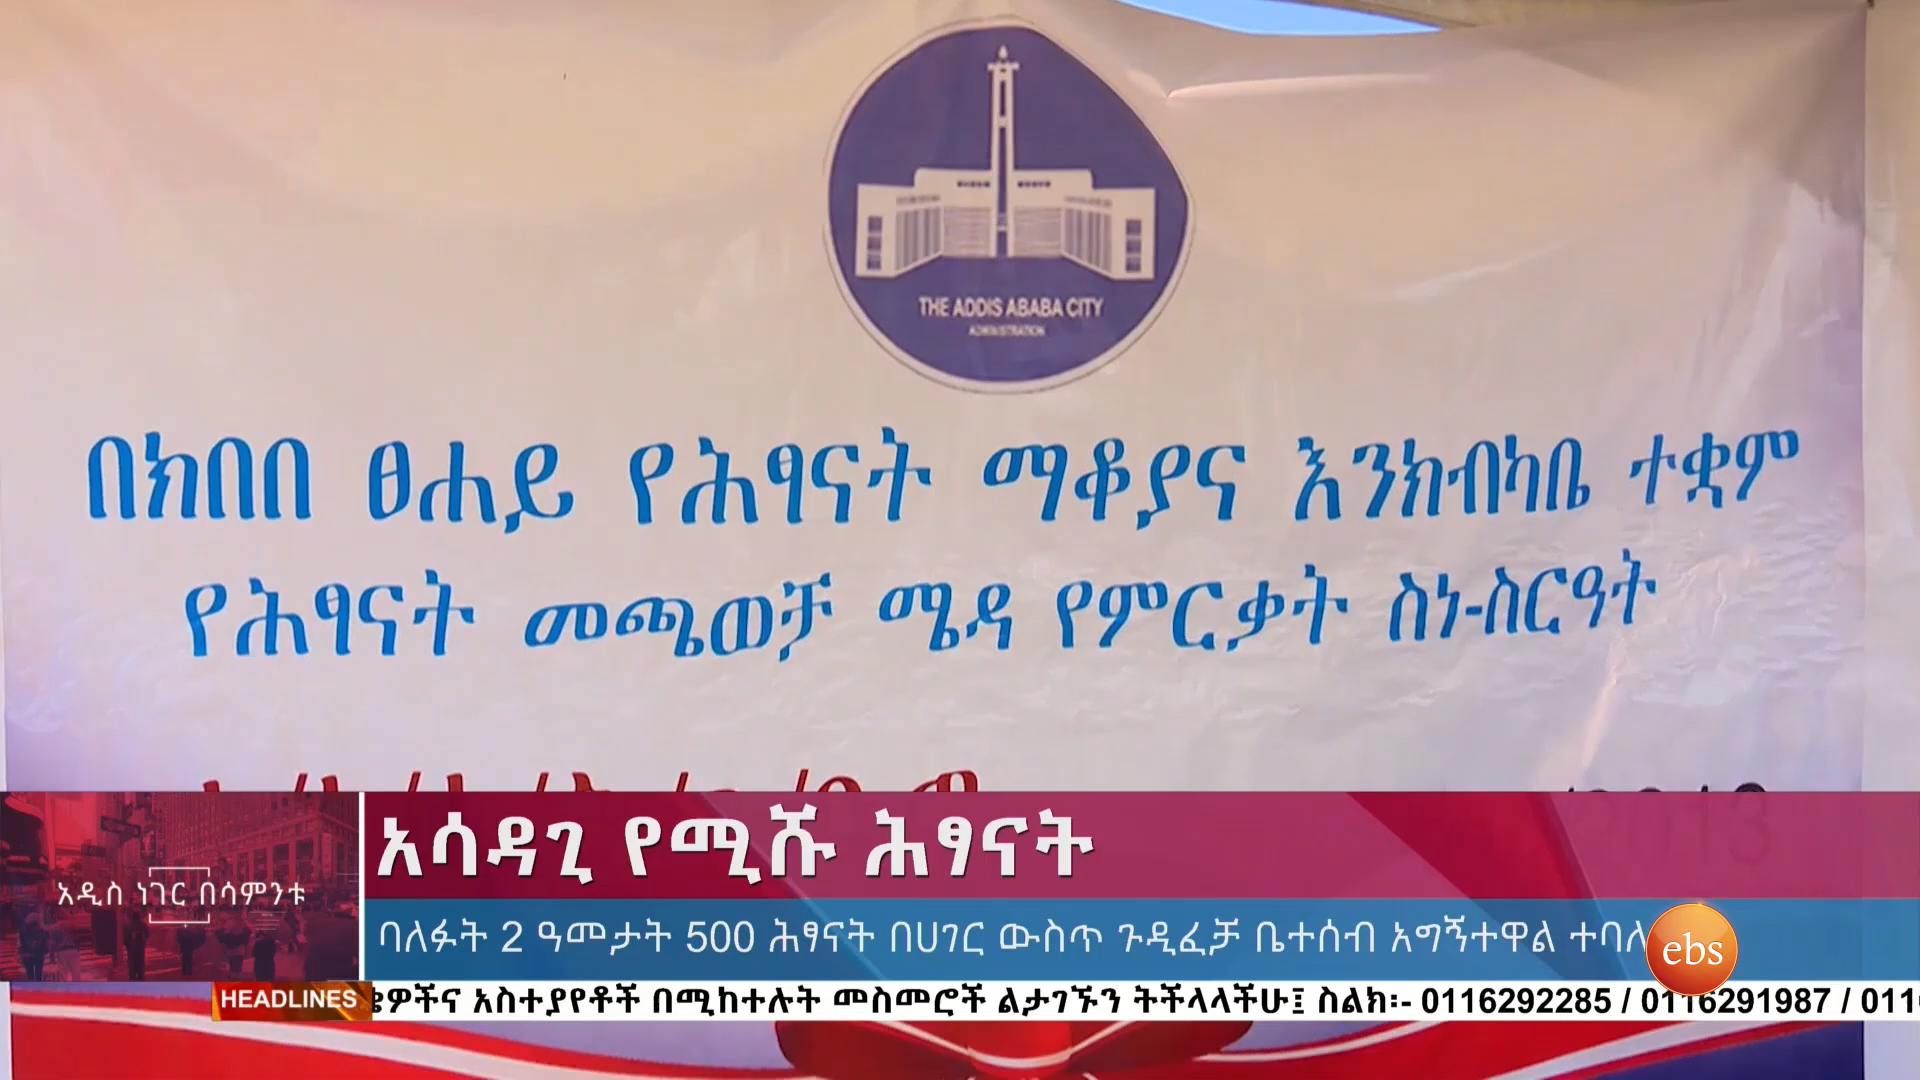 THE ADDIS ABABA CITY
ADMINISTRATION
በክበበ ፀሐይ የሕፃናት ማቆያና እንክብካቤ ተቋም
የሕፃናት መጫወቻ ሜዳ የምርቃት ስነ-ስርዓት
አሳዳጊ የሚሹ ሕፃናት
አዲስ ነገር በሳምንቱ
ባለፉት 2 ዓመታት 500 ሕፃናት በሀገር ውስጥ ጉዲፈቻ ቤተሰብ አግኝተዋል ተባለ
ebs
HEADLINES
አስተያየቶች በሚከተሉት መስመሮች ልታገኙን ትችላላችሁ፤ ስልክ፡- 0116292285 / 0116291987 / 011